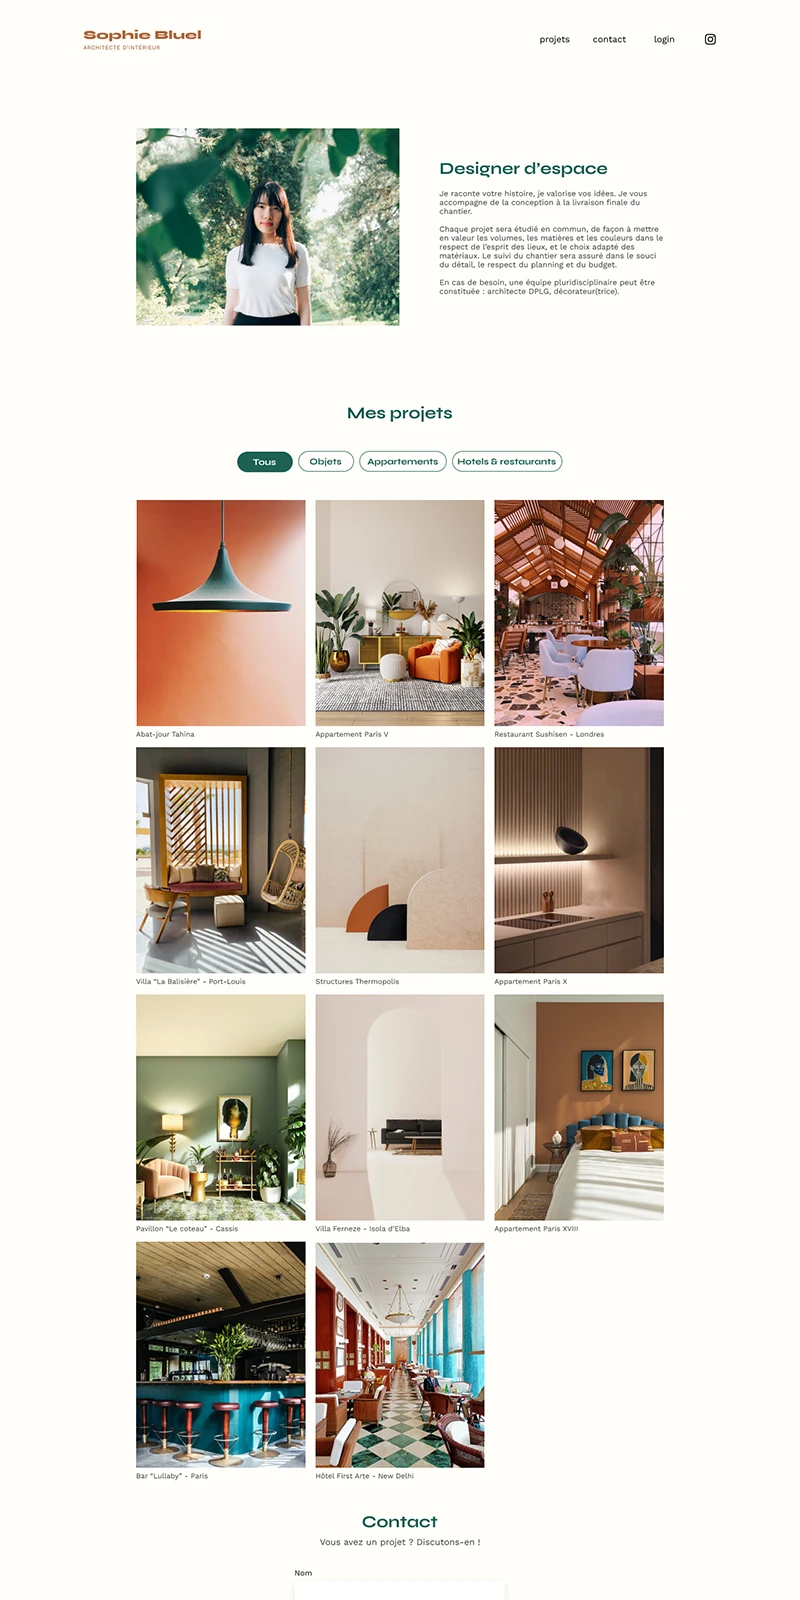 Sophie Bluel
ARCHITECTE D'INTÉRIEUR
projets contact login
Designer d'espace
Je raconte votre histoire, je valorise vos idées. Je vous
accompagne de la conception à la livraison finale du
chantier.
Chaque projet sera étudié en commun, de façon à mettre
en valeur les volumes, les matières et les couleurs dans le
respect de l'esprit des lieux, et le choix adapté des
matériaux. Le suivi du chantier sera assuré dans le souci
du détail, le respect du planning et du budget.
En cas de besoin, une équipe pluridisciplinaire peut être
constituée : architecte DPLG, décorateur(trice).
Mes projets
Tous Objets Appartements Hotels & restaurants
Abat-jour Tahina Appartement Paris V Restaurant Sushisen - Londres
Villa “La Balisière” - Port-Louis Structures Thermopolis Appartement Paris X
Pavillon “Le coteau” - Cassis Villa Ferneze - Isola d'Elba Appartement Paris XVIII
Bar “Lullaby” - Paris Hôtel First Arte - New Delhi
Contact
Vous avez un projet ? Discutons-en !
Nom